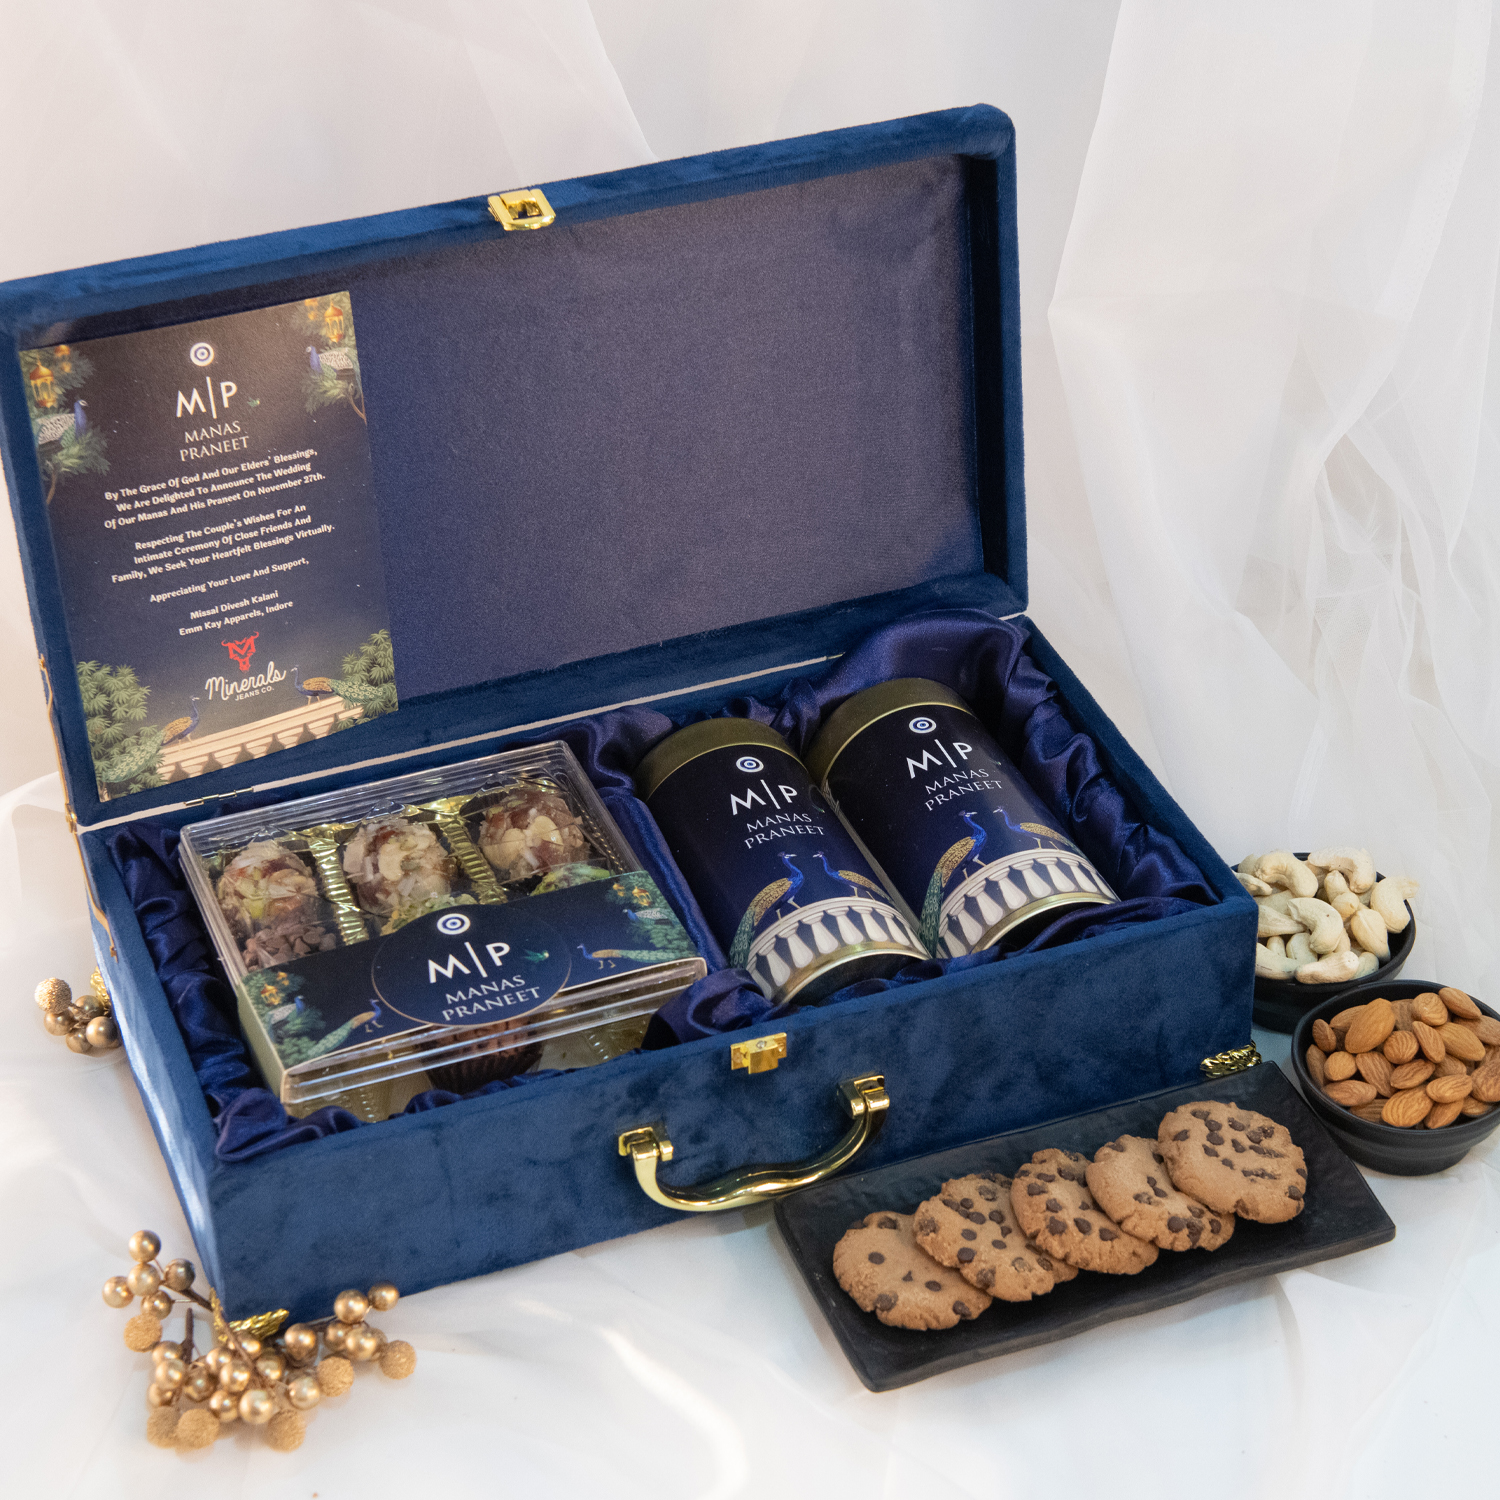 M|P
MANAS
PRANEET
By The Grace Of God And Our Elders' Blessings,
We Are Delighted To Announce The Wedding
Of Our Manas And His Praneet On November 27th.
Respecting The Couple's Wishes For An
Intimate Ceremony Of Close Friends And
Family, We Seek Your Heartfelt Blessings Virtually.
Appreciating Your Love And Support,
Missal Divesh Kalani
Emm Kay Apparels, Indore
Minerals
JEANS CO.
M|P
MANAS
PRANEET
M|P
MANAS
PRANEET
M|P
MANAS
PRANEET